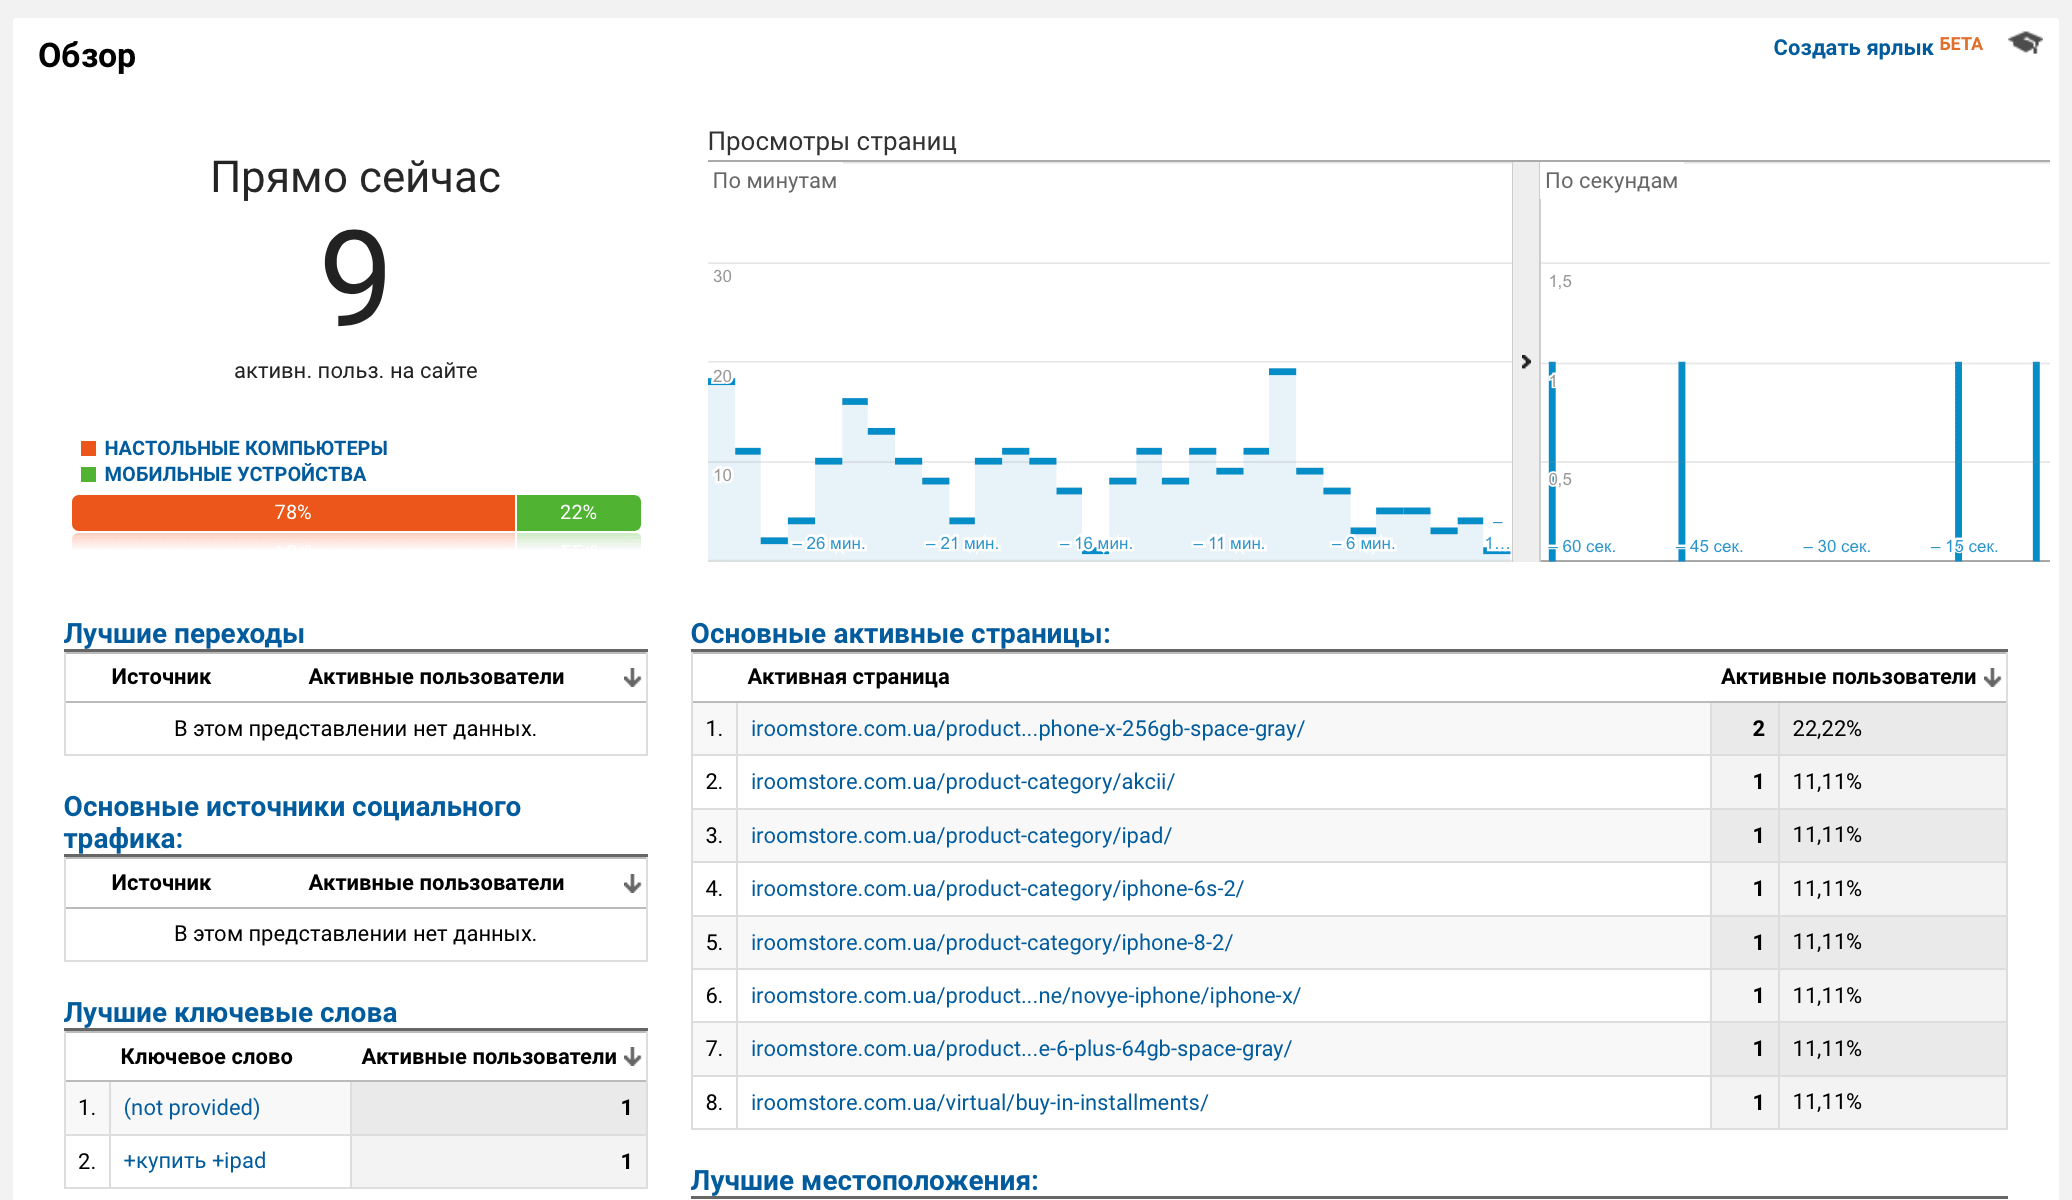 Обзор
Создать ярлык БЕТА
Прямо сейчас
9
активн. польз. на сайте
НАСТОЛЬНЫЕ КОМПЬЮТЕРЫ
МОБИЛЬНЫЕ УСТРОЙСТВА
78% 22%
Просмотры страниц
По минутам
30
20
10
– 26 мин. – 21 мин. – 16 мин. – 11 мин. – 6 мин. – 1...
По секундам
1,5
1
0,5
– 60 сек. – 45 сек. – 30 сек. – 15 сек.
Лучшие переходы
Источник Активные пользователи
В этом представлении нет данных.
Основные источники социального
трафика:
Источник Активные пользователи
В этом представлении нет данных.
Лучшие ключевые слова
Ключевое слово Активные пользователи
1. (not provided) 1
2. +купить +ipad 1
Основные активные страницы:
Активная страница Активные пользователи
1. iroomstore.com.ua/product...phone-x-256gb-space-gray/ 2 22,22%
2. iroomstore.com.ua/product-category/akcii/ 1 11,11%
3. iroomstore.com.ua/product-category/ipad/ 1 11,11%
4. iroomstore.com.ua/product-category/iphone-6s-2/ 1 11,11%
5. iroomstore.com.ua/product-category/iphone-8-2/ 1 11,11%
6. iroomstore.com.ua/product...ne/novye-iphone/iphone-x/ 1 11,11%
7. iroomstore.com.ua/product...e-6-plus-64gb-space-gray/ 1 11,11%
8. iroomstore.com.ua/virtual/buy-in-installments/ 1 11,11%
Лучшие местоположения: